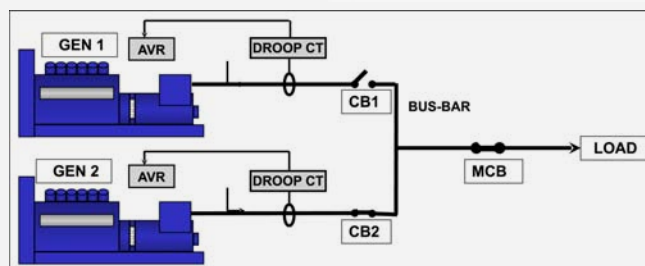 GEN 1
AVR
DROOP CT
CB1
BUS-BAR
GEN 2
AVR
DROOP CT
CB2
MCB
LOAD